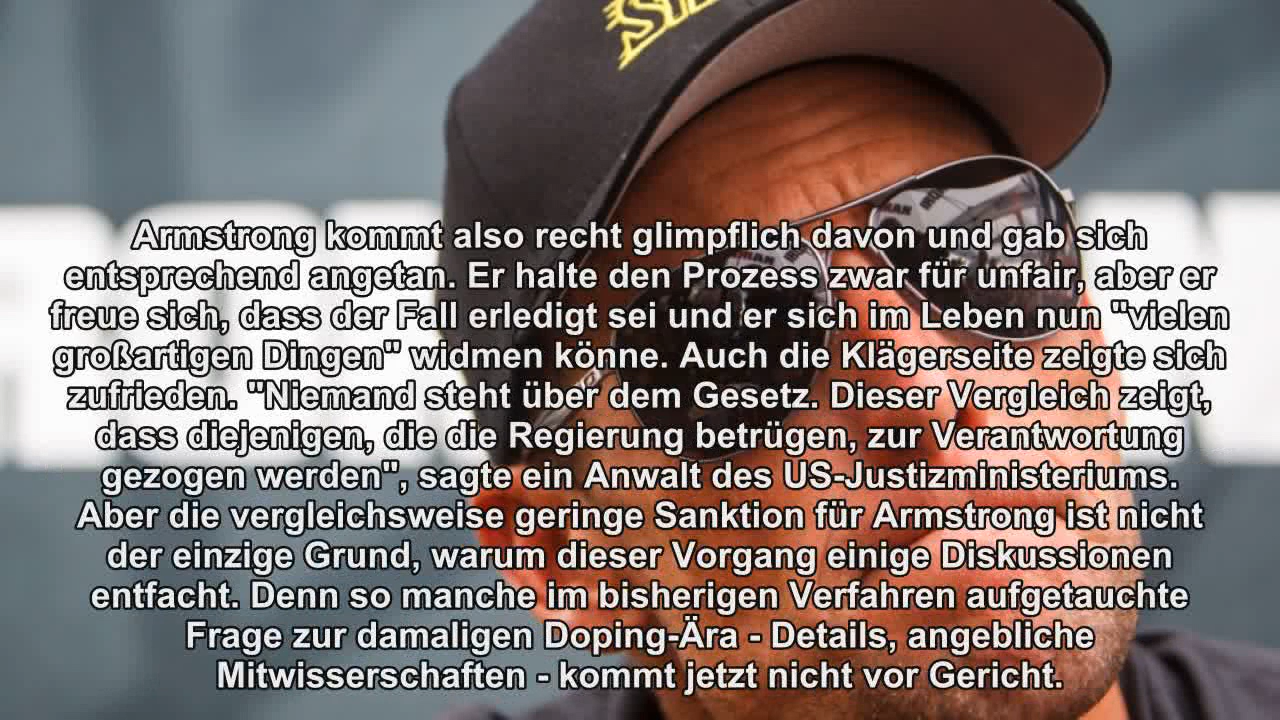 Armstrong kommt also recht glimpflich davon und gab sich
entsprechend angetan. Er halte den Prozess zwar für unfair, aber er
freue sich, dass der Fall erledigt sei und er sich im Leben nun "vielen
großartigen Dingen" widmen könne. Auch die Klägerseite zeigte sich
zufrieden. "Niemand steht über dem Gesetz. Dieser Vergleich zeigt,
dass diejenigen, die die Regierung betrügen, zur Verantwortung
gezogen werden", sagte ein Anwalt des US-Justizministeriums.
Aber die vergleichsweise geringe Sanktion für Armstrong ist nicht
der einzige Grund, warum dieser Vorgang einige Diskussionen
entfacht. Denn so manche im bisherigen Verfahren aufgetauchte
Frage zur damaligen Doping-Ära - Details, angebliche
Mitwisserschaften - kommt jetzt nicht vor Gericht.